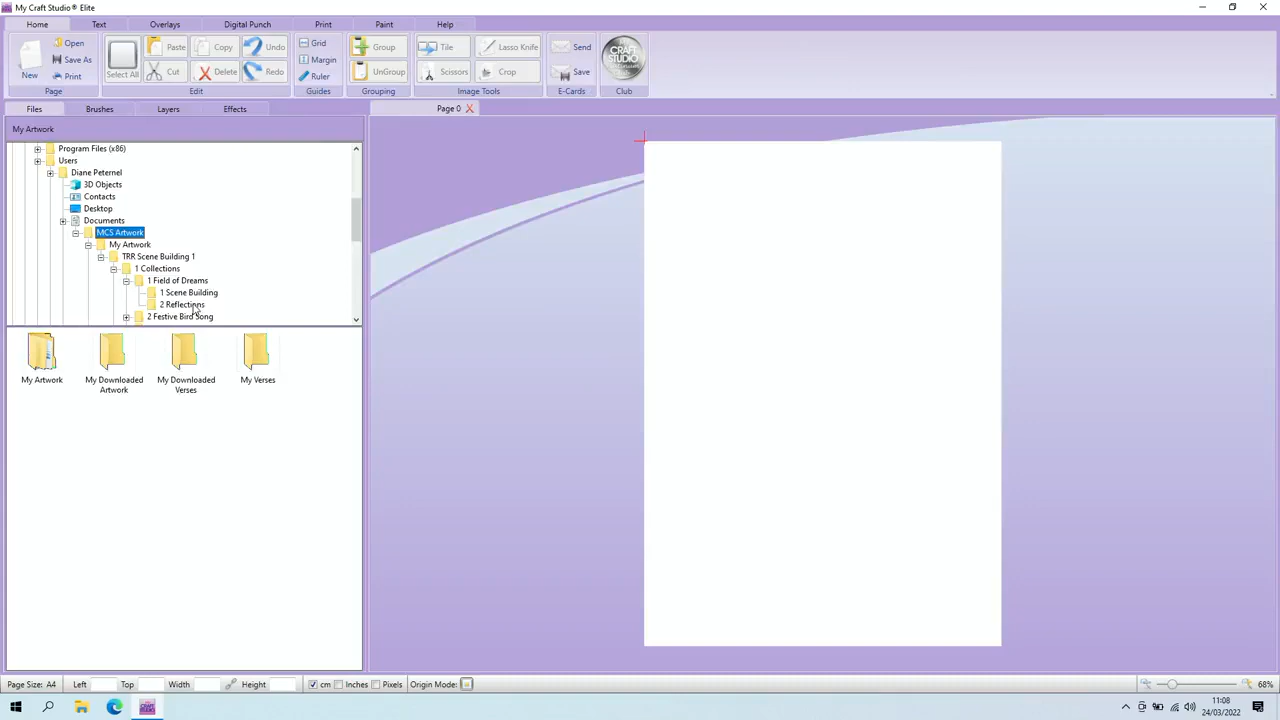 My Craft Studio® Elite
Home Text Overlays Digital Punch Print Paint Help
New Open Save As Print Page
Select All Paste Copy Undo Cut Delete Redo Edit
Grid Margin Ruler Guides
Group UnGroup Grouping
Tile Lasso Knife Scissors Crop Image Tools
Send Save E-Cards
CRAFT STUDIO Club
Files Brushes Layers Effects Page 0
My Artwork
Program Files (x86)
Users
Diane Peternel
3D Objects
Contacts
Desktop
Documents
MCS Artwork
My Artwork
TRR Scene Building 1
1 Collections
1 Field of Dreams
1 Scene Building
2 Reflections
2 Festive Bird Song
My Artwork
My Downloaded Artwork
My Downloaded Verses
My Verses
Page Size: A4 Left Top Width Height cm Inches Pixels Origin Mode: 68%
11:08
24/03/2022